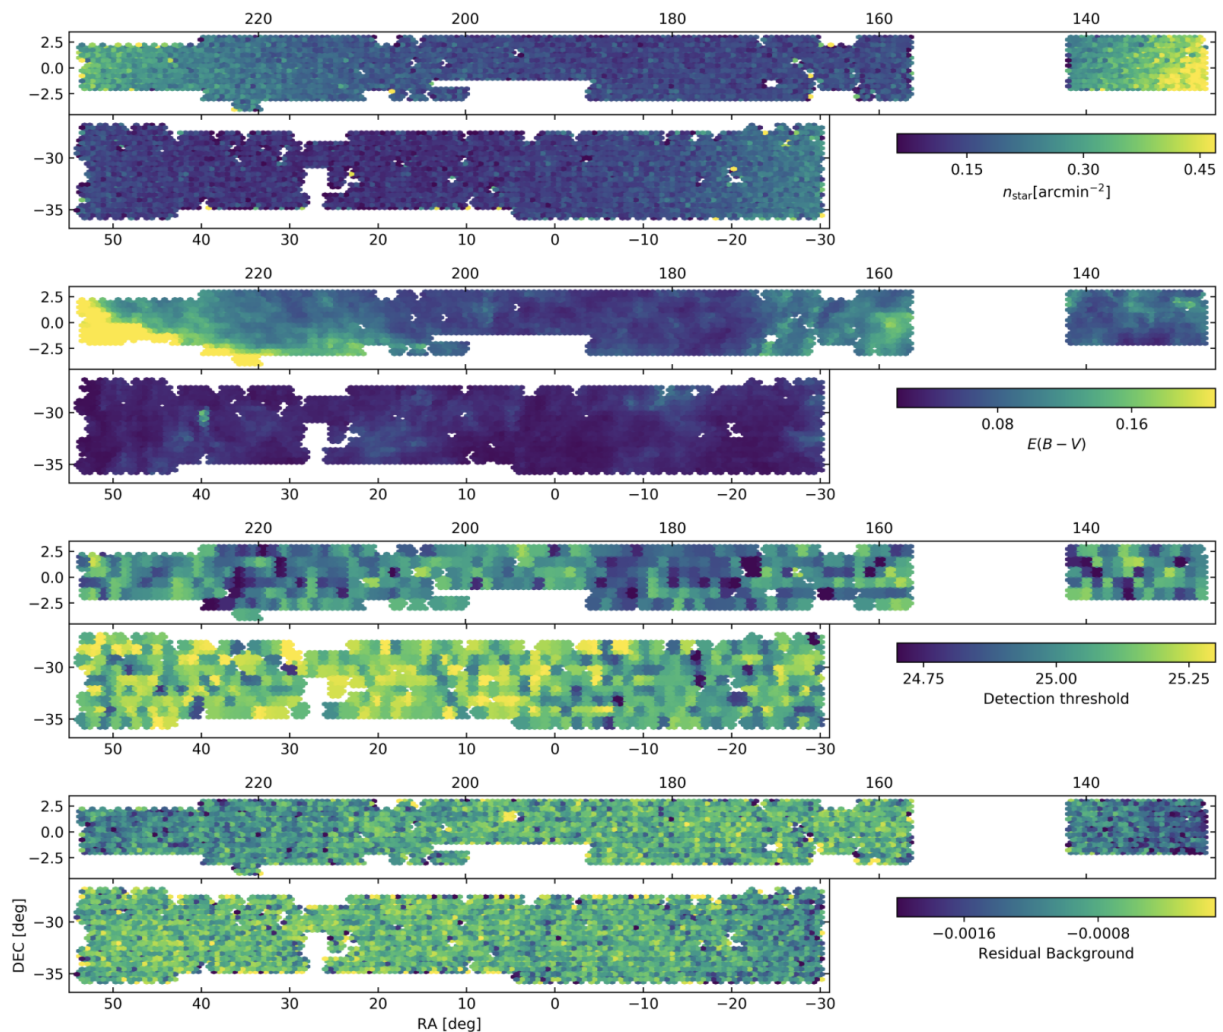 220 200 180 160 140
2.5
0.0
−2.5
−30
−35
50 40 30 20 10 0 −10 −20 −30
0.15 0.30 0.45
n_star[arcmin⁻²]
220 200 180 160 140
2.5
0.0
−2.5
−30
−35
50 40 30 20 10 0 −10 −20 −30
0.08 0.16
E(B − V)
220 200 180 160 140
2.5
0.0
−2.5
−30
−35
50 40 30 20 10 0 −10 −20 −30
24.75 25.00 25.25
Detection threshold
220 200 180 160 140
2.5
0.0
−2.5
DEC [deg]
−30
−35
50 40 30 20 10 0 −10 −20 −30
RA [deg]
−0.0016 −0.0008
Residual Background